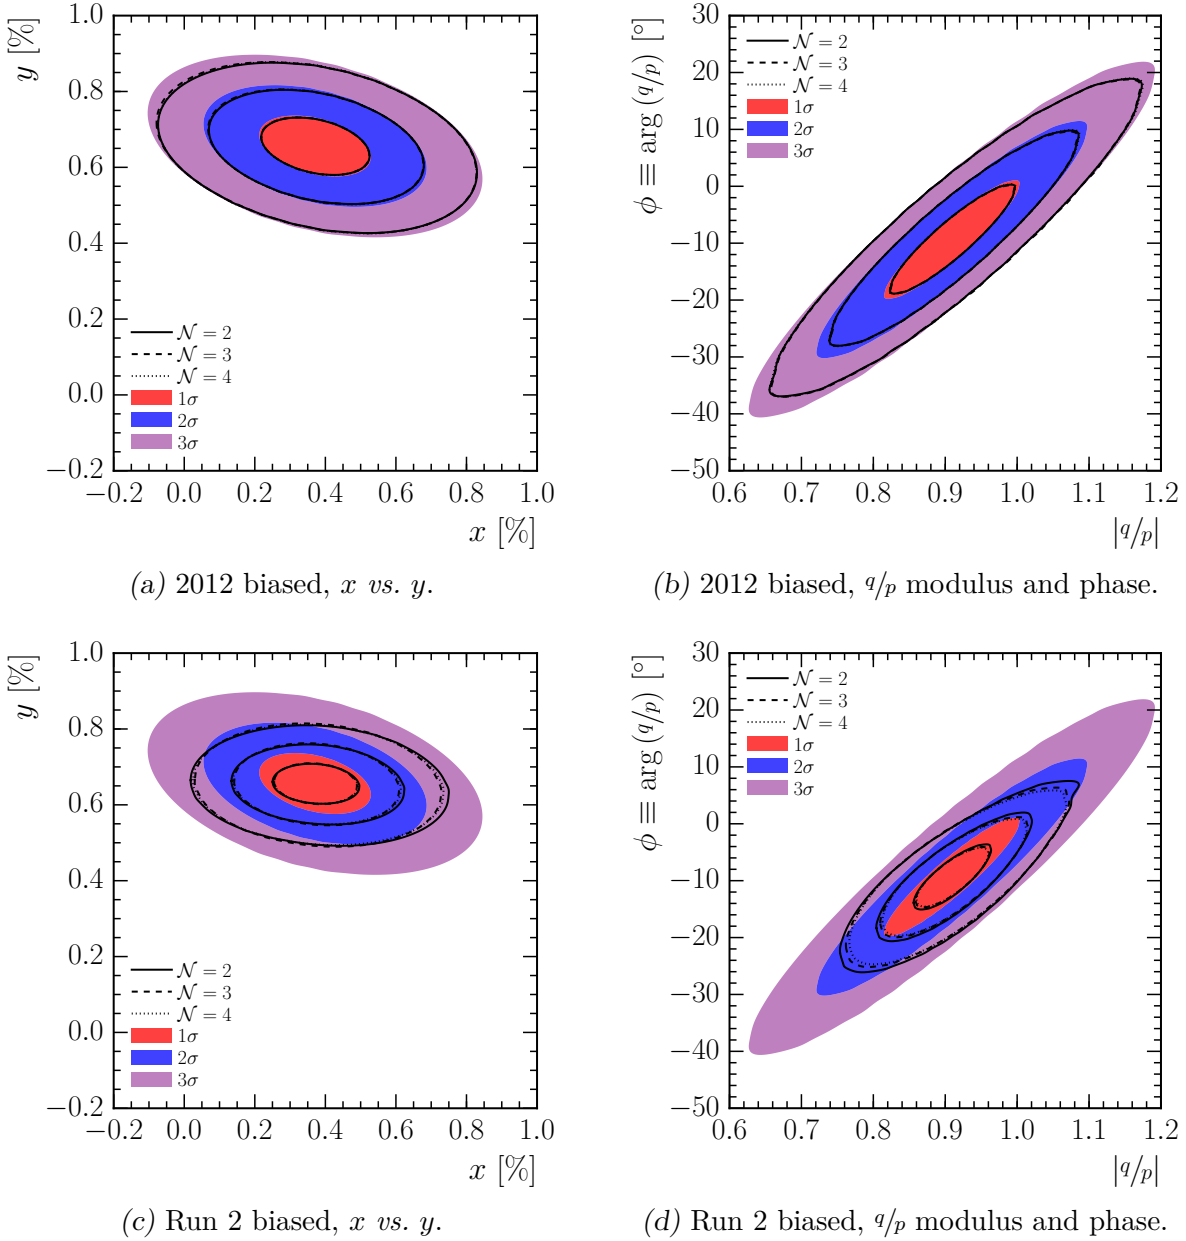 y [%]
1.0
0.8
0.6
0.4
0.2
0.0
−0.2
𝒩 = 2
𝒩 = 3
𝒩 = 4
1σ
2σ
3σ
−0.2 0.0 0.2 0.4 0.6 0.8 1.0
x [%]
(a) 2012 biased, x vs. y.
ϕ ≡ arg (q/p) [°]
30
20
10
0
−10
−20
−30
−40
−50
𝒩 = 2
𝒩 = 3
𝒩 = 4
1σ
2σ
3σ
0.6 0.7 0.8 0.9 1.0 1.1 1.2
|q/p|
(b) 2012 biased, q/p modulus and phase.
y [%]
1.0
0.8
0.6
0.4
0.2
0.0
−0.2
𝒩 = 2
𝒩 = 3
𝒩 = 4
1σ
2σ
3σ
−0.2 0.0 0.2 0.4 0.6 0.8 1.0
x [%]
(c) Run 2 biased, x vs. y.
ϕ ≡ arg (q/p) [°]
30
20
10
0
−10
−20
−30
−40
−50
𝒩 = 2
𝒩 = 3
𝒩 = 4
1σ
2σ
3σ
0.6 0.7 0.8 0.9 1.0 1.1 1.2
|q/p|
(d) Run 2 biased, q/p modulus and phase.